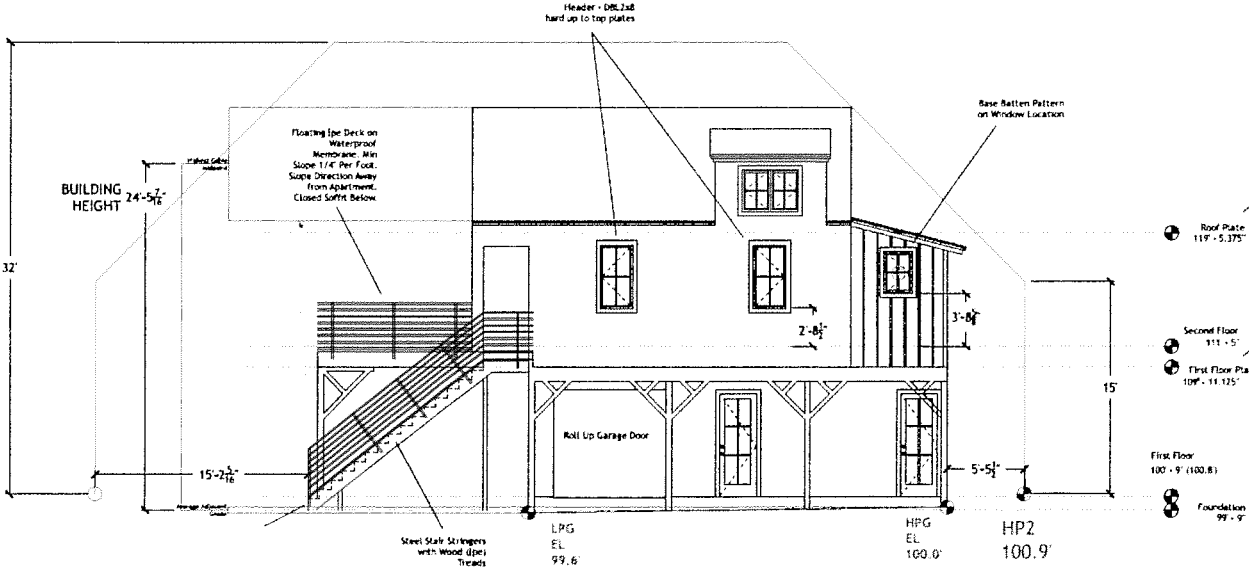 Header - DBL2x8
hard up to top plates
32'
Base Batten Pattern
on Window Location
Floating Ipe Deck on
Waterproof
Membrane. Min
Slope 1/4" Per Foot.
Slope Direction Away
from Apartment.
Closed Soffit Below.
BUILDING
HEIGHT
24'-5 7/16"
Roof Plate
119' - 5.375"
2'-8 1/2"
3'-8
Second Floor
111' - 5"
First Floor Pla
109' - 11.125"
15'
Roll Up Garage Door
First Floor
100' - 9" (100.8)
15'-2 5/16"
5'-5 1/2"
Average Adjacent
Grade
Foundation
99' - 9"
LPG
EL
99.6'
HPG
EL
100.0'
HP2
100.9'
Steel Stair Stringers
with Wood (Ipe)
Treads